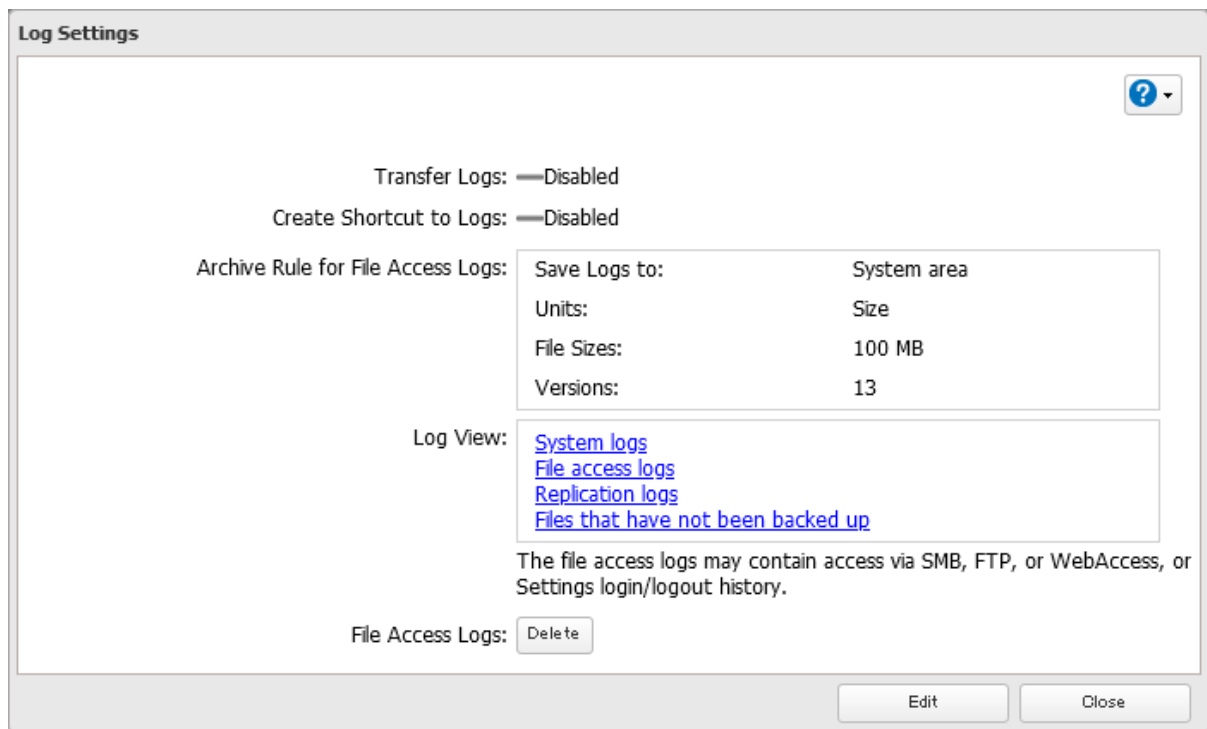 Log Settings
?
Transfer Logs: Disabled
Create Shortcut to Logs: Disabled
Archive Rule for File Access Logs:
Save Logs to: System area
Units: Size
File Sizes: 100 MB
Versions: 13
Log View:
System logs
File access logs
Replication logs
Files that have not been backed up
The file access logs may contain access via SMB, FTP, or WebAccess, or
Settings login/logout history.
File Access Logs: Delete
Edit Close